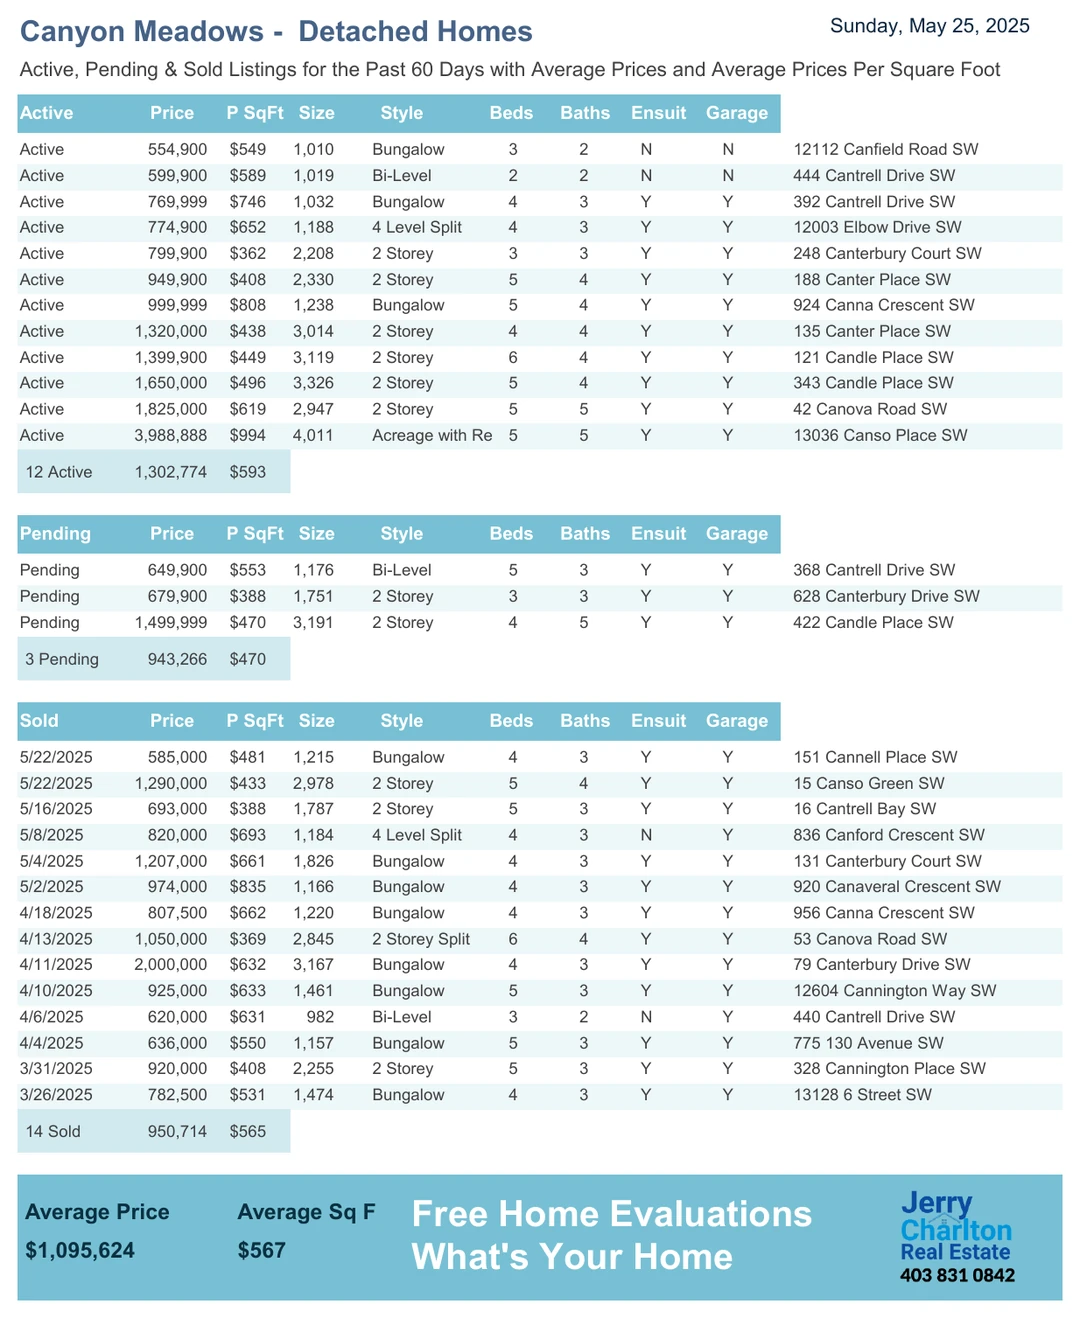 Canyon Meadows -  Detached Homes
Sunday, May 25, 2025
Active, Pending & Sold Listings for the Past 60 Days with Average Prices and Average Prices Per Square Foot
Active Price P SqFt Size Style Beds Baths Ensuit Garage
Active 554,900 $549 1,010 Bungalow 3 2 N N 12112 Canfield Road SW
Active 599,900 $589 1,019 Bi-Level 2 2 N N 444 Cantrell Drive SW
Active 769,999 $746 1,032 Bungalow 4 3 Y Y 392 Cantrell Drive SW
Active 774,900 $652 1,188 4 Level Split 4 3 Y Y 12003 Elbow Drive SW
Active 799,900 $362 2,208 2 Storey 3 3 Y Y 248 Canterbury Court SW
Active 949,900 $408 2,330 2 Storey 5 4 Y Y 188 Canter Place SW
Active 999,999 $808 1,238 Bungalow 5 4 Y Y 924 Canna Crescent SW
Active 1,320,000 $438 3,014 2 Storey 4 4 Y Y 135 Canter Place SW
Active 1,399,900 $449 3,119 2 Storey 6 4 Y Y 121 Candle Place SW
Active 1,650,000 $496 3,326 2 Storey 5 4 Y Y 343 Candle Place SW
Active 1,825,000 $619 2,947 2 Storey 5 5 Y Y 42 Canova Road SW
Active 3,988,888 $994 4,011 Acreage with Re 5 5 Y Y 13036 Canso Place SW
12 Active 1,302,774 $593
Pending Price P SqFt Size Style Beds Baths Ensuit Garage
Pending 649,900 $553 1,176 Bi-Level 5 3 Y Y 368 Cantrell Drive SW
Pending 679,900 $388 1,751 2 Storey 3 3 Y Y 628 Canterbury Drive SW
Pending 1,499,999 $470 3,191 2 Storey 4 5 Y Y 422 Candle Place SW
3 Pending 943,266 $470
Sold Price P SqFt Size Style Beds Baths Ensuit Garage
5/22/2025 585,000 $481 1,215 Bungalow 4 3 Y Y 151 Cannell Place SW
5/22/2025 1,290,000 $433 2,978 2 Storey 5 4 Y Y 15 Canso Green SW
5/16/2025 693,000 $388 1,787 2 Storey 5 3 Y Y 16 Cantrell Bay SW
5/8/2025 820,000 $693 1,184 4 Level Split 4 3 N Y 836 Canford Crescent SW
5/4/2025 1,207,000 $661 1,826 Bungalow 4 3 Y Y 131 Canterbury Court SW
5/2/2025 974,000 $835 1,166 Bungalow 4 3 Y Y 920 Canaveral Crescent SW
4/18/2025 807,500 $662 1,220 Bungalow 4 3 Y Y 956 Canna Crescent SW
4/13/2025 1,050,000 $369 2,845 2 Storey Split 6 4 Y Y 53 Canova Road SW
4/11/2025 2,000,000 $632 3,167 Bungalow 4 3 Y Y 79 Canterbury Drive SW
4/10/2025 925,000 $633 1,461 Bungalow 5 3 Y Y 12604 Cannington Way SW
4/6/2025 620,000 $631 982 Bi-Level 3 2 N Y 440 Cantrell Drive SW
4/4/2025 636,000 $550 1,157 Bungalow 5 3 Y Y 775 130 Avenue SW
3/31/2025 920,000 $408 2,255 2 Storey 5 3 Y Y 328 Cannington Place SW
3/26/2025 782,500 $531 1,474 Bungalow 4 3 Y Y 13128 6 Street SW
14 Sold 950,714 $565
Average Price Average Sq F
$1,095,624 $567
Free Home Evaluations
What's Your Home
Jerry
Charlton
Real Estate
403 831 0842